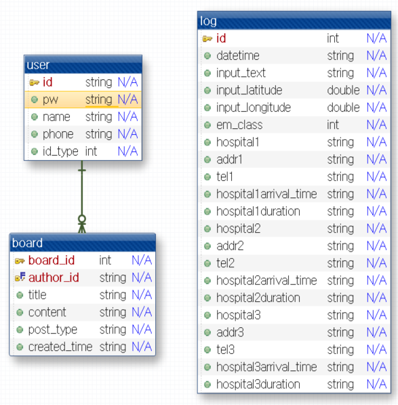 user
id string N/A
pw string N/A
name string N/A
phone string N/A
id_type int N/A
board
board_id int N/A
author_id string N/A
title string N/A
content string N/A
post_type string N/A
created_time string N/A
log
id int N/A
datetime string N/A
input_text string N/A
input_latitude double N/A
input_longitude double N/A
em_class int N/A
hospital1 string N/A
addr1 string N/A
tel1 string N/A
hospital1arrival_time string N/A
hospital1duration string N/A
hospital2 string N/A
addr2 string N/A
tel2 string N/A
hospital2arrival_time string N/A
hospital2duration string N/A
hospital3 string N/A
addr3 string N/A
tel3 string N/A
hospital3arrival_time string N/A
hospital3duration string N/A